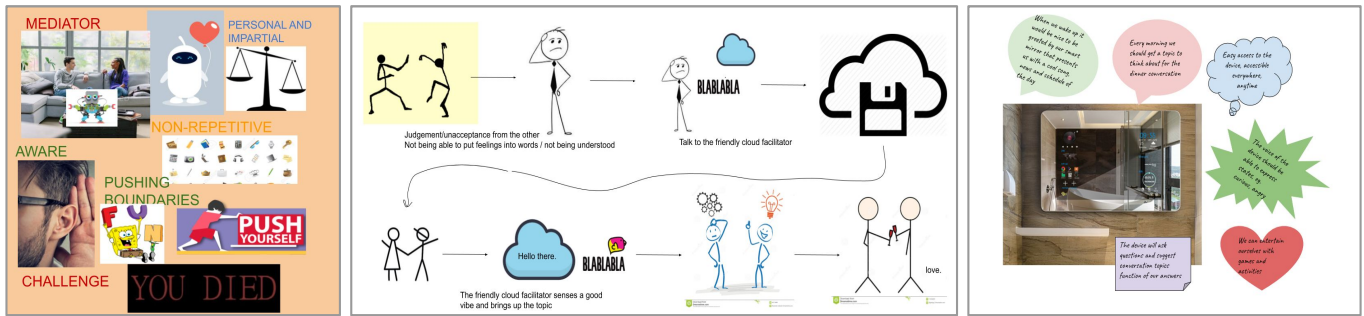 MEDIATOR
PERSONAL AND
IMPARTIAL
NON-REPETITIVE
AWARE
PUSHING
BOUNDARIES
FUN
PUSH
YOURSELF
CHALLENGE
YOU DIED
Judgement/unacceptance from the other
Not being able to put feelings into words / not being understood
BLABLABLA
Talk to the friendly cloud facilitator
Hello there.
BLABLABLA
The friendly cloud facilitator senses a good
vibe and brings up the topic
love.
When we wake up it
would be nice to be
greeted by our smart
mirror that presents
us with a cool song,
news and schedule of
the day
Every morning we
should get a topic to
think about for the
dinner conversation
Easy access to the
device, accessible
everywhere,
anytime
The voice of the
device should be
able to express
states, eg.
curious, angry
The device will ask
questions and suggest
conversation topics
function of our answers
We can entertain
ourselves with
games and
activities